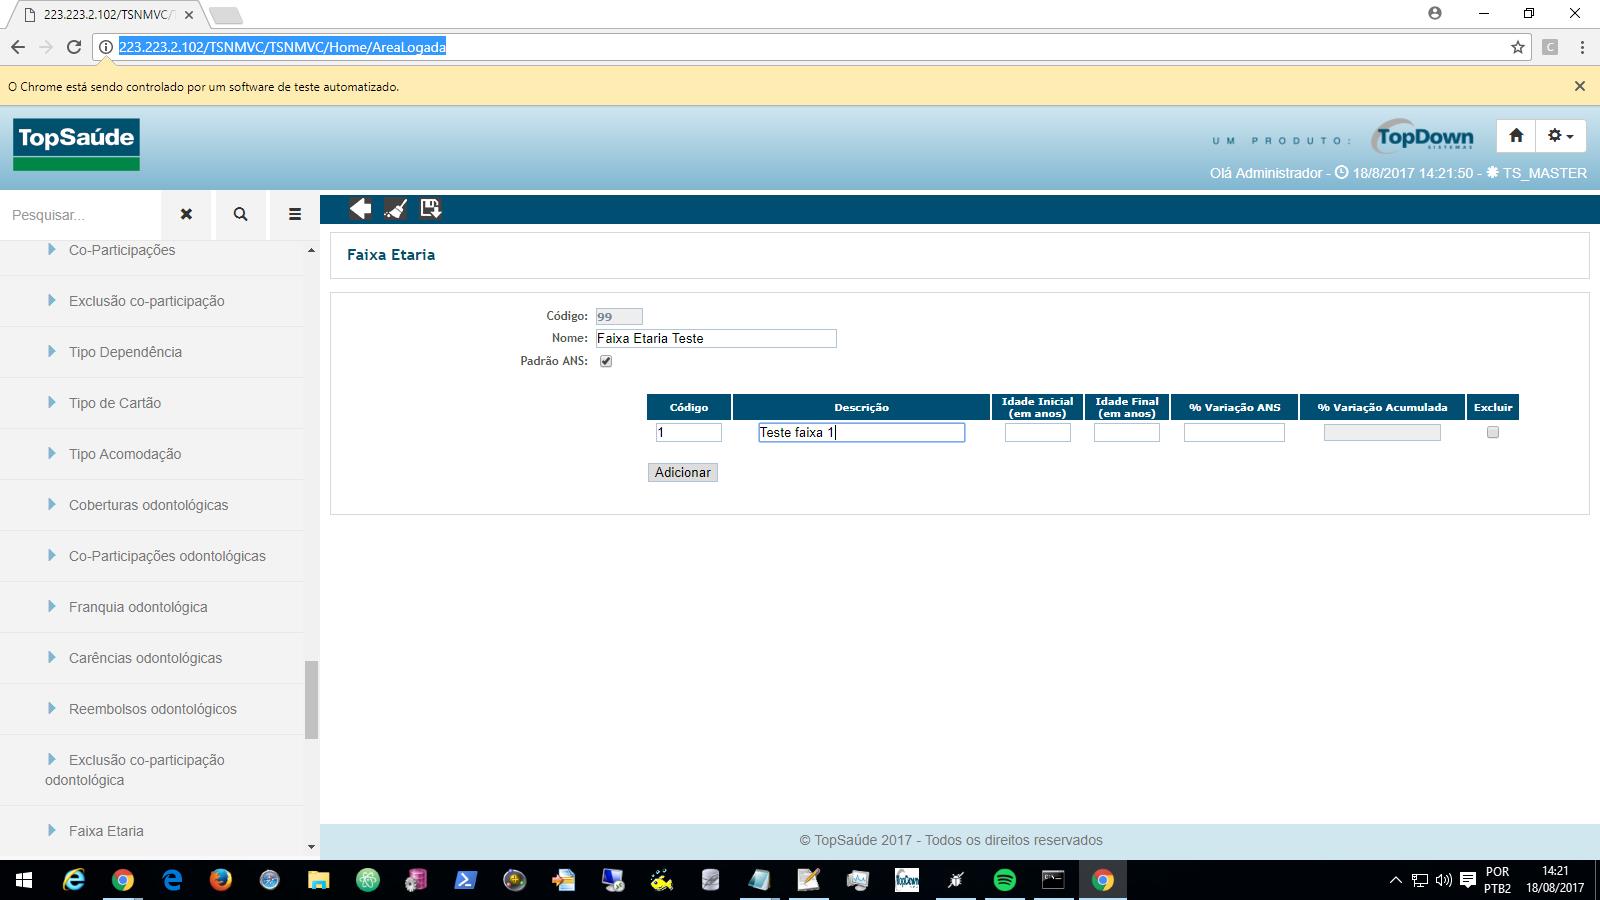 223.223.2.102/TSNMVC/T
223.223.2.102/TSNMVC/TSNMVC/Home/AreaLogada
C
O Chrome está sendo controlado por um software de teste automatizado.
TopSaúde
UM PRODUTO:
TopDown
SISTEMAS
Olá Administrador - 18/8/2017 14:21:50 - TS_MASTER
Pesquisar...
Co-Participações
Exclusão co-participação
Tipo Dependência
Tipo de Cartão
Tipo Acomodação
Coberturas odontológicas
Co-Participações odontológicas
Franquia odontológica
Carências odontológicas
Reembolsos odontológicos
Exclusão co-participação
odontológica
Faixa Etaria
Faixa Etaria
Código: 99
Nome: Faixa Etaria Teste
Padrão ANS:
Código Descrição Idade Inicial (em anos) Idade Final (em anos) % Variação ANS % Variação Acumulada Excluir
1 Teste faixa 1
Adicionar
© TopSaúde 2017 - Todos os direitos reservados
TopDown
POR
PTB2
14:21
18/08/2017